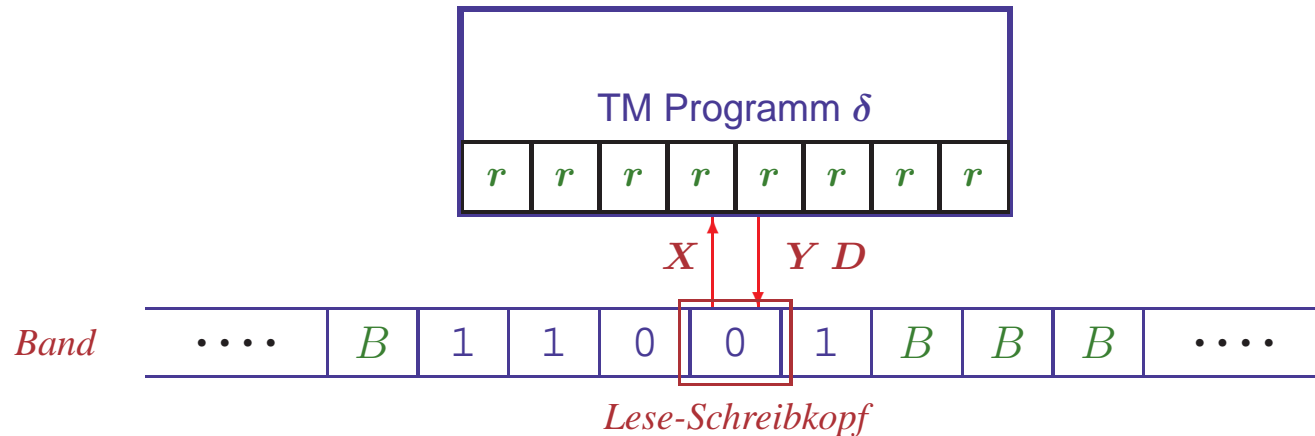 TM Programm δ
r r r r r r r r
X Y D
Band ···· B 1 1 0 0 1 B B B ····
Lese-Schreibkopf